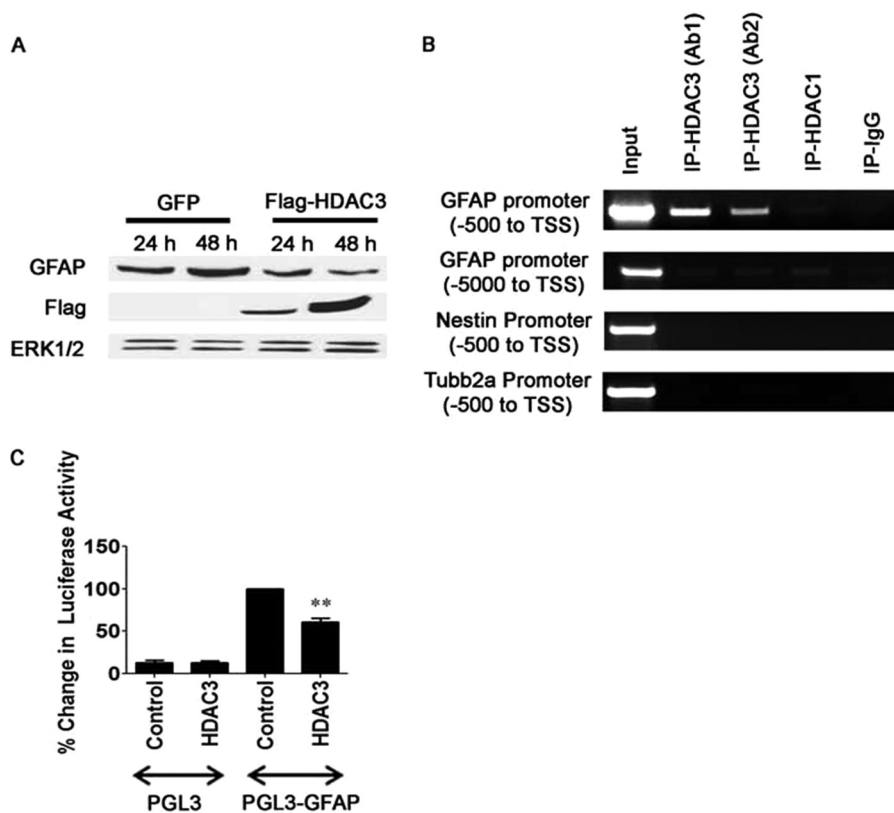 A
GFP
Flag-HDAC3
24 h 48 h 24 h 48 h
GFAP
Flag
ERK1/2
B
Input
IP-HDAC3 (Ab1)
IP-HDAC3 (Ab2)
IP-HDAC1
IP-IgG
GFAP promoter
(-500 to TSS)
GFAP promoter
(-5000 to TSS)
Nestin Promoter
(-500 to TSS)
Tubb2a Promoter
(-500 to TSS)
C
% Change in Luciferase Activity
150
100
50
0
**
Control
HDAC3
Control
HDAC3
PGL3
PGL3-GFAP